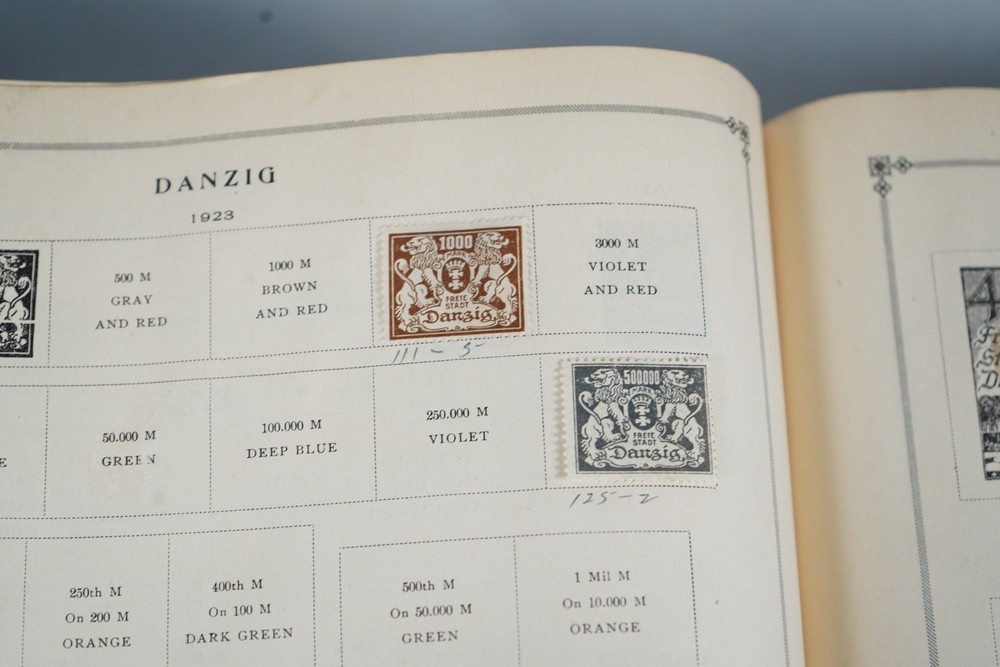 DANZIG
1923
500 M
GRAY
AND RED
1000 M
BROWN
AND RED
1000
MARK
FREIE
STADT
Danzig
3000 M
VIOLET
AND RED
111 - 5
50.000 M
GREEN
100.000 M
DEEP BLUE
250.000 M
VIOLET
500000
MARK
FREIE
STADT
Danzig
125-2
250th M
On 200 M
ORANGE
400th M
On 100 M
DARK GREEN
500th M
On 50.000 M
GREEN
1 Mil M
On 10.000 M
ORANGE